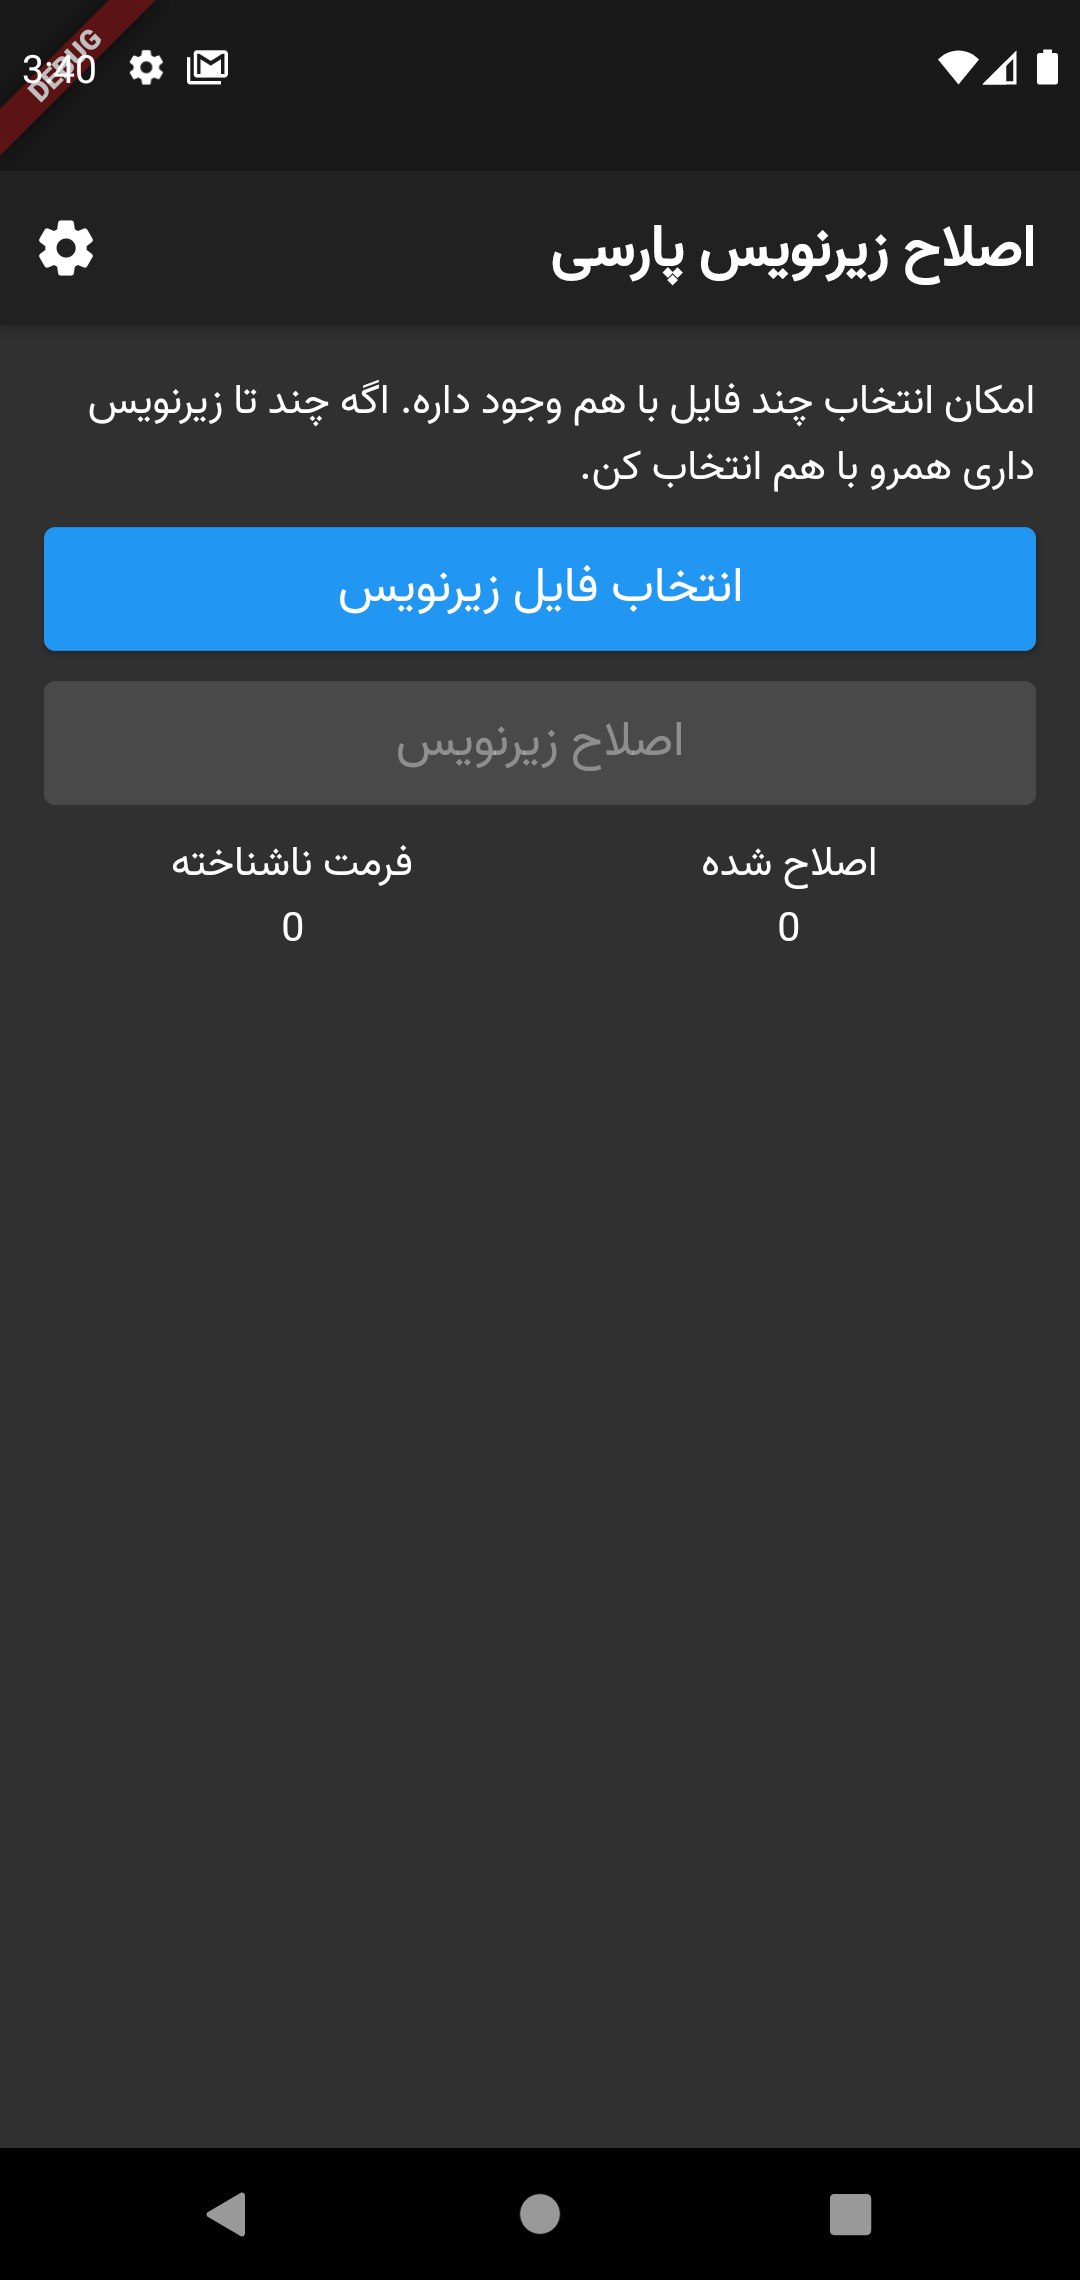 3:40
DEBUG
اصلاح زیرنویس پارسی
امکان انتخاب چند فایل با هم وجود داره. اگه چند تا زیرنویس
داری همرو با هم انتخاب کن.
انتخاب فایل زیرنویس
اصلاح زیرنویس
اصلاح شده
فرمت ناشناخته
0
0